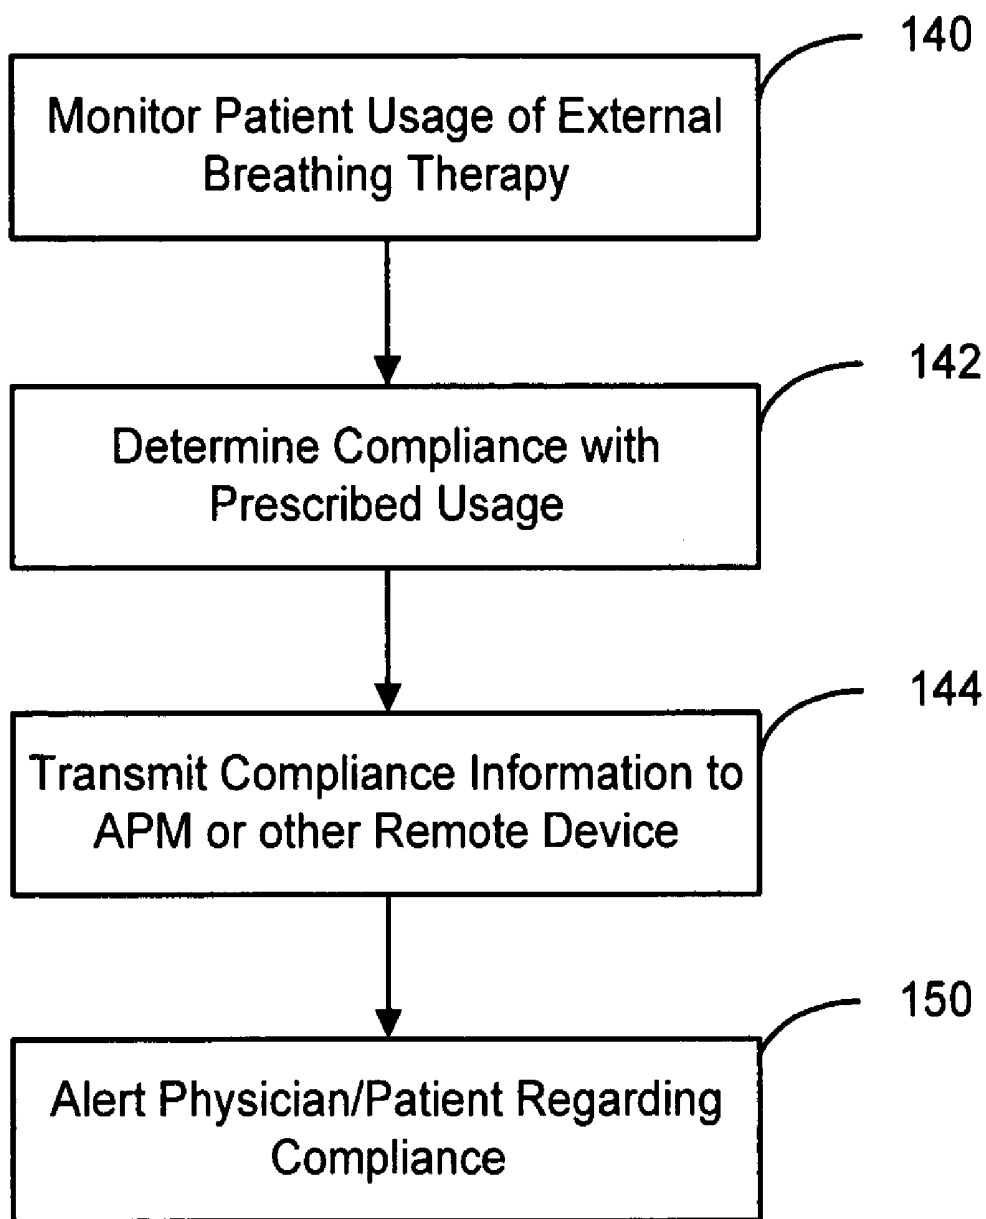 140
Monitor Patient Usage of External
Breathing Therapy
142
Determine Compliance with
Prescribed Usage
144
Transmit Compliance Information to
APM or other Remote Device
150
Alert Physician/Patient Regarding
Compliance